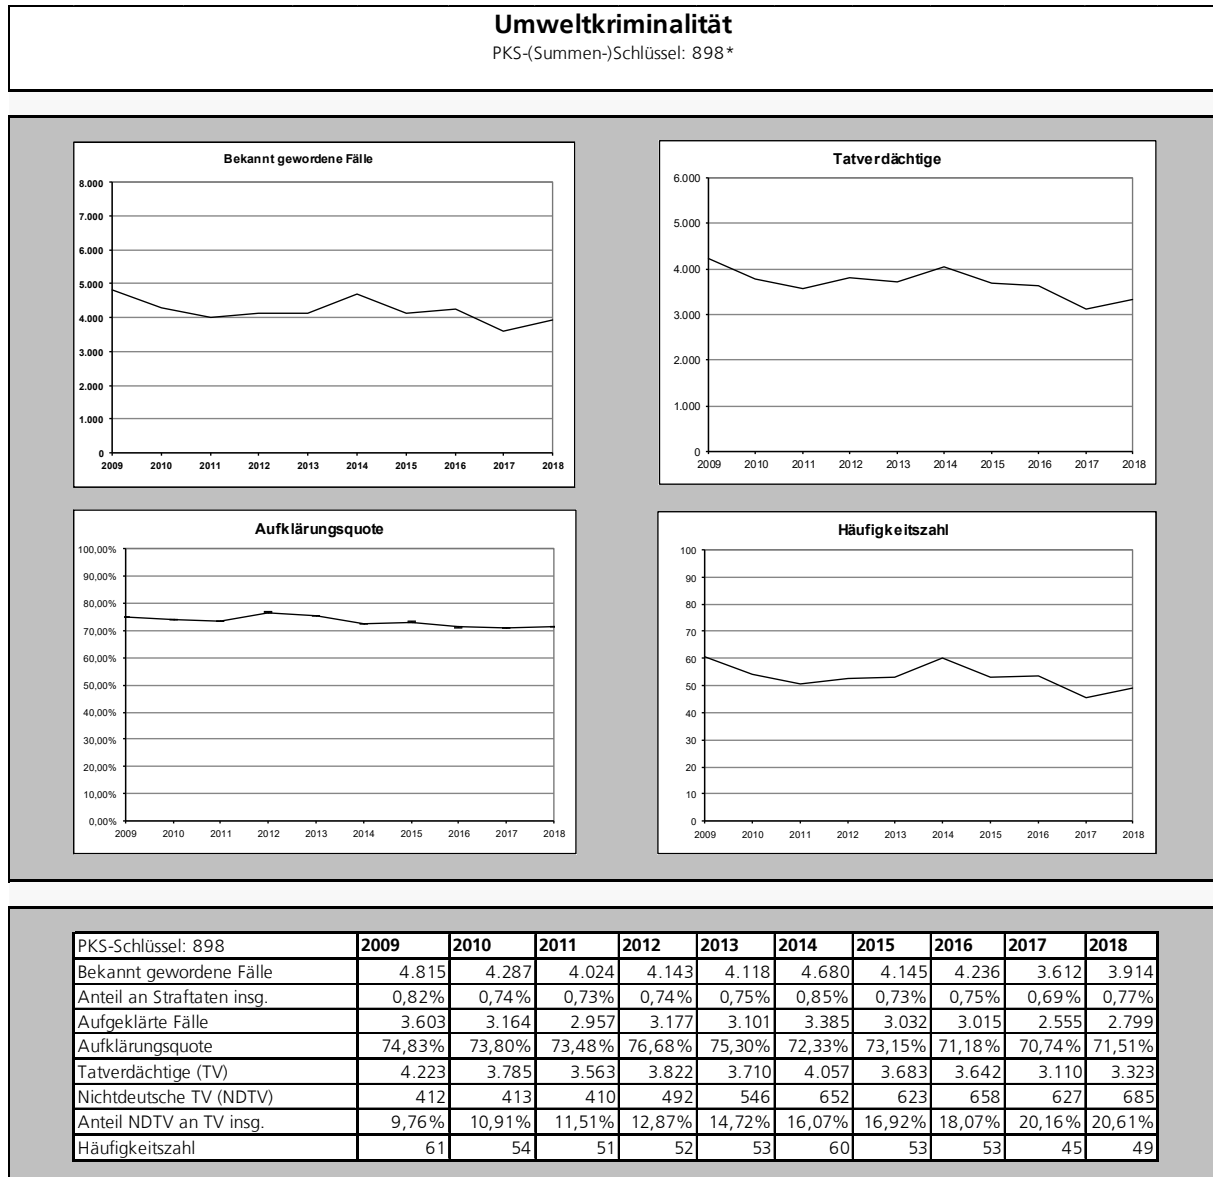 Umweltkriminalität
PKS-(Summen-)Schlüssel: 898*
Bekannt gewordene Fälle
8.000
7.000
6.000
5.000
4.000
3.000
2.000
1.000
0
2009 2010 2011 2012 2013 2014 2015 2016 2017 2018
Tatverdächtige
6.000
5.000
4.000
3.000
2.000
1.000
0
2009 2010 2011 2012 2013 2014 2015 2016 2017 2018
Aufklärungsquote
100,00%
90,00%
80,00%
70,00%
60,00%
50,00%
40,00%
30,00%
20,00%
10,00%
0,00%
2009 2010 2011 2012 2013 2014 2015 2016 2017 2018
Häufigkeitszahl
100
90
80
70
60
50
40
30
20
10
0
2009 2010 2011 2012 2013 2014 2015 2016 2017 2018
PKS-Schlüssel: 898 2009 2010 2011 2012 2013 2014 2015 2016 2017 2018
Bekannt gewordene Fälle 4.815 4.287 4.024 4.143 4.118 4.680 4.145 4.236 3.612 3.914
Anteil an Straftaten insg. 0,82% 0,74% 0,73% 0,74% 0,75% 0,85% 0,73% 0,75% 0,69% 0,77%
Aufgeklärte Fälle 3.603 3.164 2.957 3.177 3.101 3.385 3.032 3.015 2.555 2.799
Aufklärungsquote 74,83% 73,80% 73,48% 76,68% 75,30% 72,33% 73,15% 71,18% 70,74% 71,51%
Tatverdächtige (TV) 4.223 3.785 3.563 3.822 3.710 4.057 3.683 3.642 3.110 3.323
Nichtdeutsche TV (NDTV) 412 413 410 492 546 652 623 658 627 685
Anteil NDTV an TV insg. 9,76% 10,91% 11,51% 12,87% 14,72% 16,07% 16,92% 18,07% 20,16% 20,61%
Häufigkeitszahl 61 54 51 52 53 60 53 53 45 49